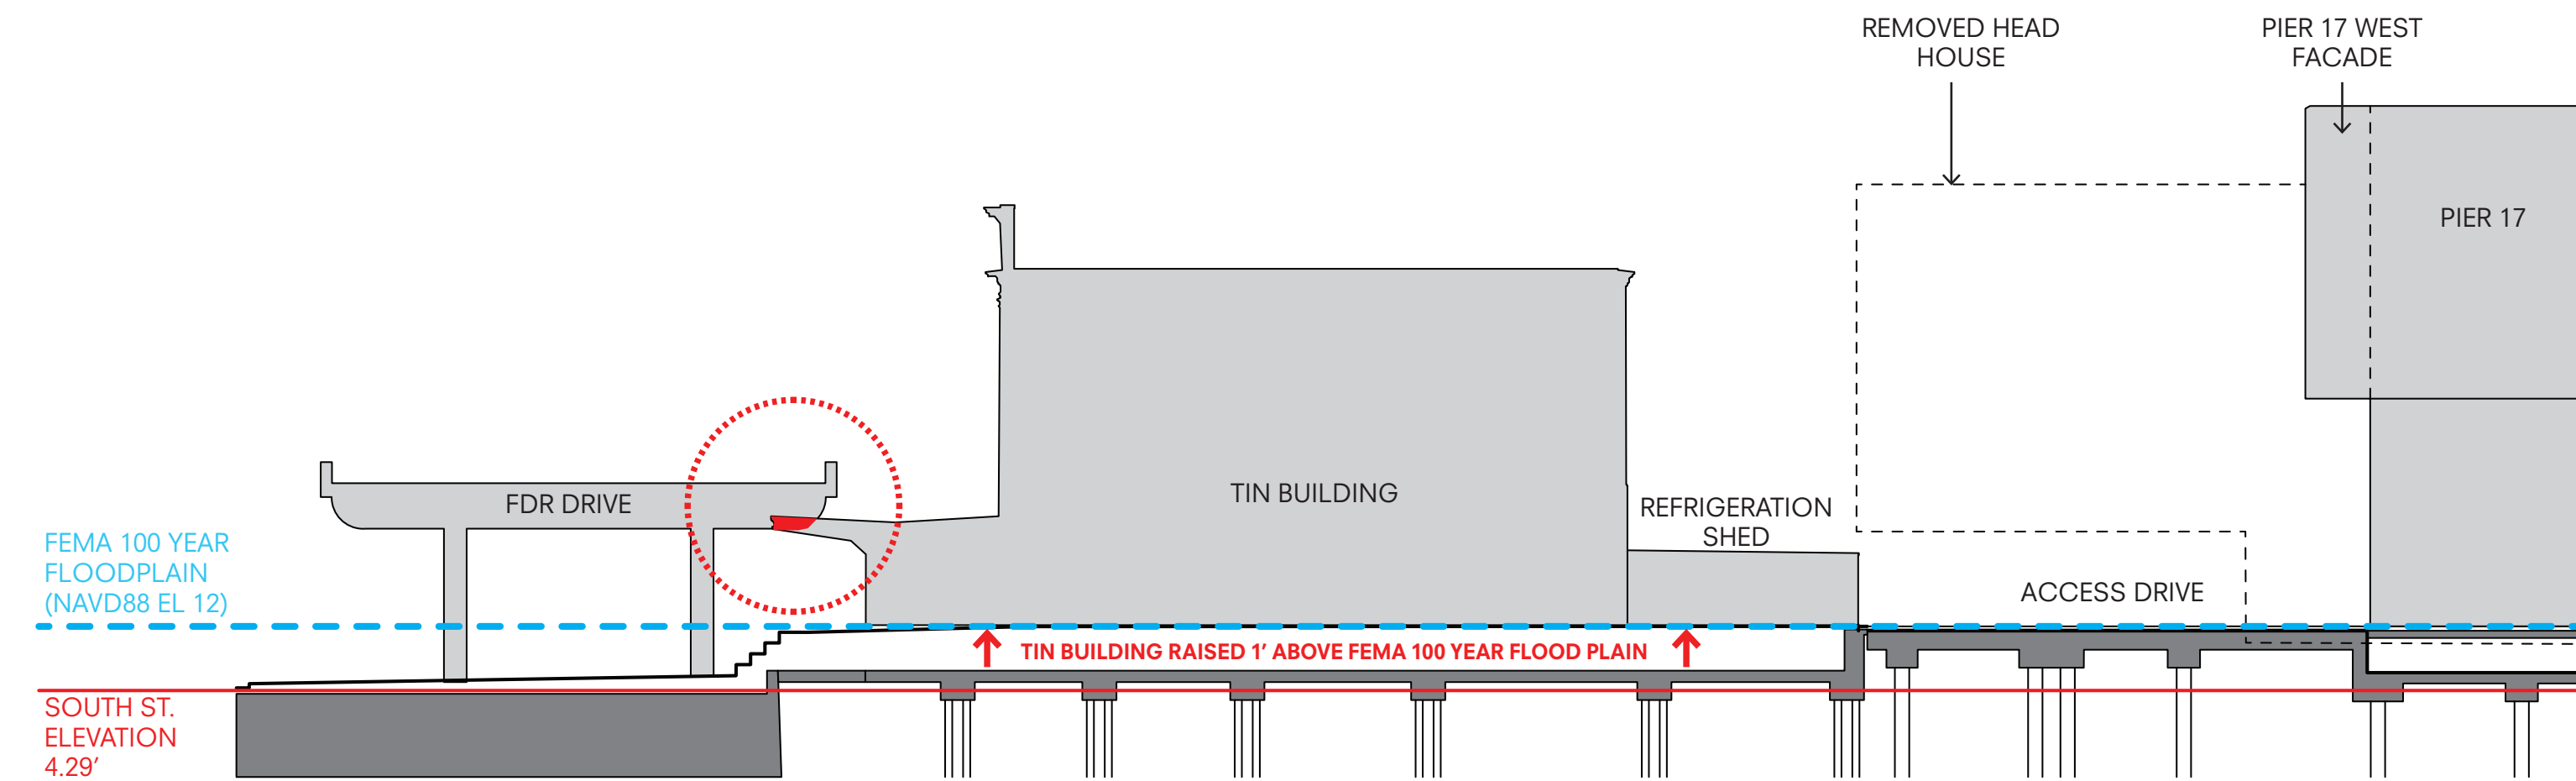 REMOVED HEAD
HOUSE
PIER 17 WEST
FACADE
PIER 17
TIN BUILDING
FDR DRIVE
REFRIGERATION
SHED
FEMA 100 YEAR
FLOODPLAIN
(NAVD88 EL 12)
ACCESS DRIVE
TIN BUILDING RAISED 1’ ABOVE FEMA 100 YEAR FLOOD PLAIN
SOUTH ST.
ELEVATION
4.29’